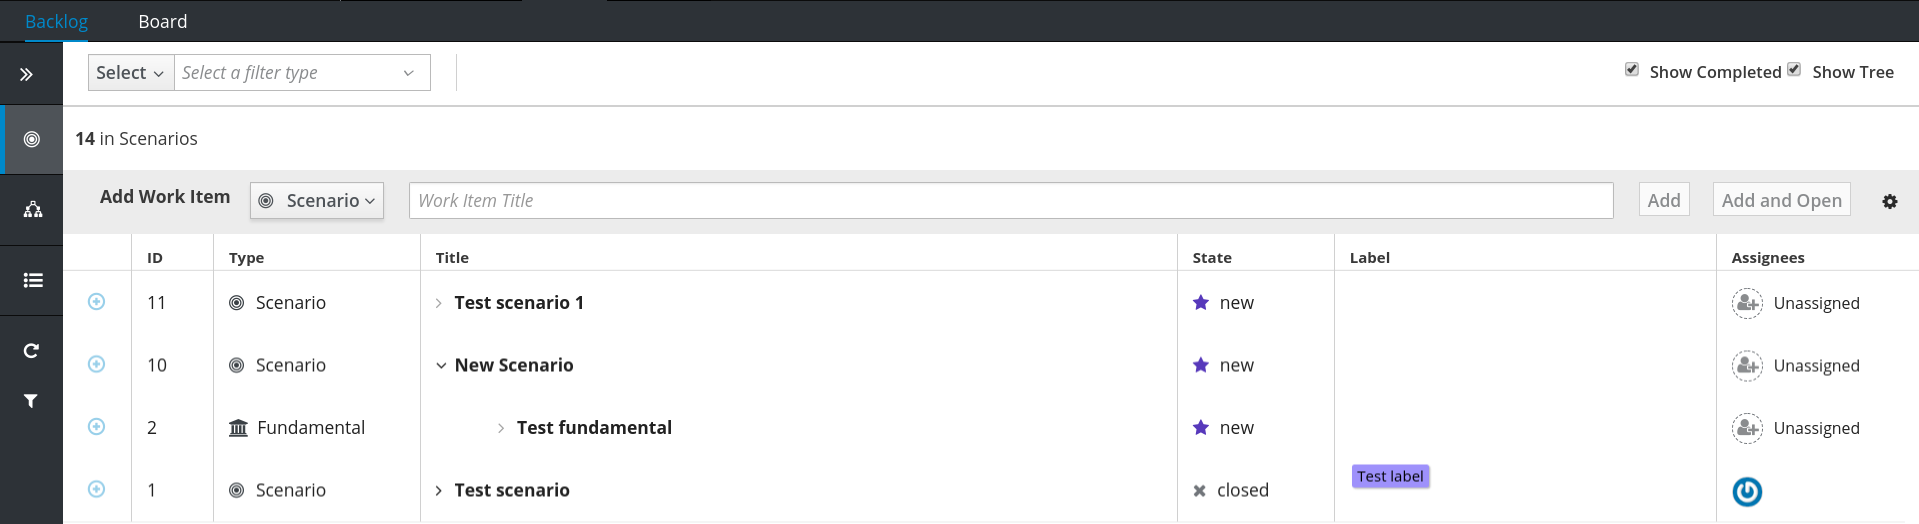 Backlog Board
Select Select a filter type Show Completed Show Tree
14 in Scenarios
Add Work Item Scenario Work Item Title Add Add and Open
ID Type Title State Label Assignees
11 Scenario Test scenario 1 new Unassigned
10 Scenario New Scenario new Unassigned
2 Fundamental Test fundamental new Unassigned
1 Scenario Test scenario closed Test label